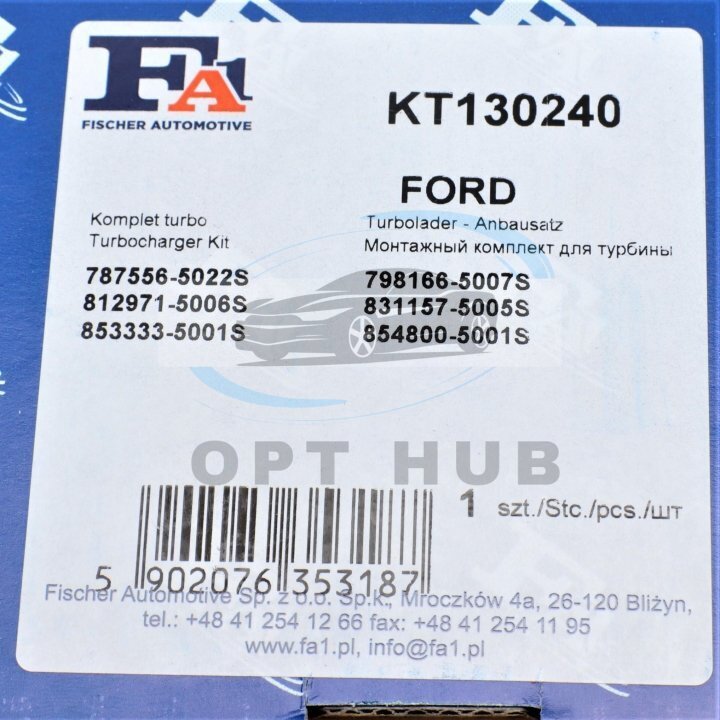 FA1
FISCHER AUTOMOTIVE
KT130240
FORD
Komplet turbo
Turbocharger Kit
Turbolader - Anbausatz
Монтажный комплект для турбины
787556-5022S
812971-5006S
853333-5001S
798166-5007S
831157-5005S
854800-5001S
OPT HUB
1 szt./Stc./pcs./шт
5 902076 353187
Fischer Automotive Sp. z o.o. Sp.k., Mroczków 4a, 26-120 Bliżyn,
tel.: +48 41 254 12 66 fax: +48 41 254 11 95
www.fa1.pl, info@fa1.pl